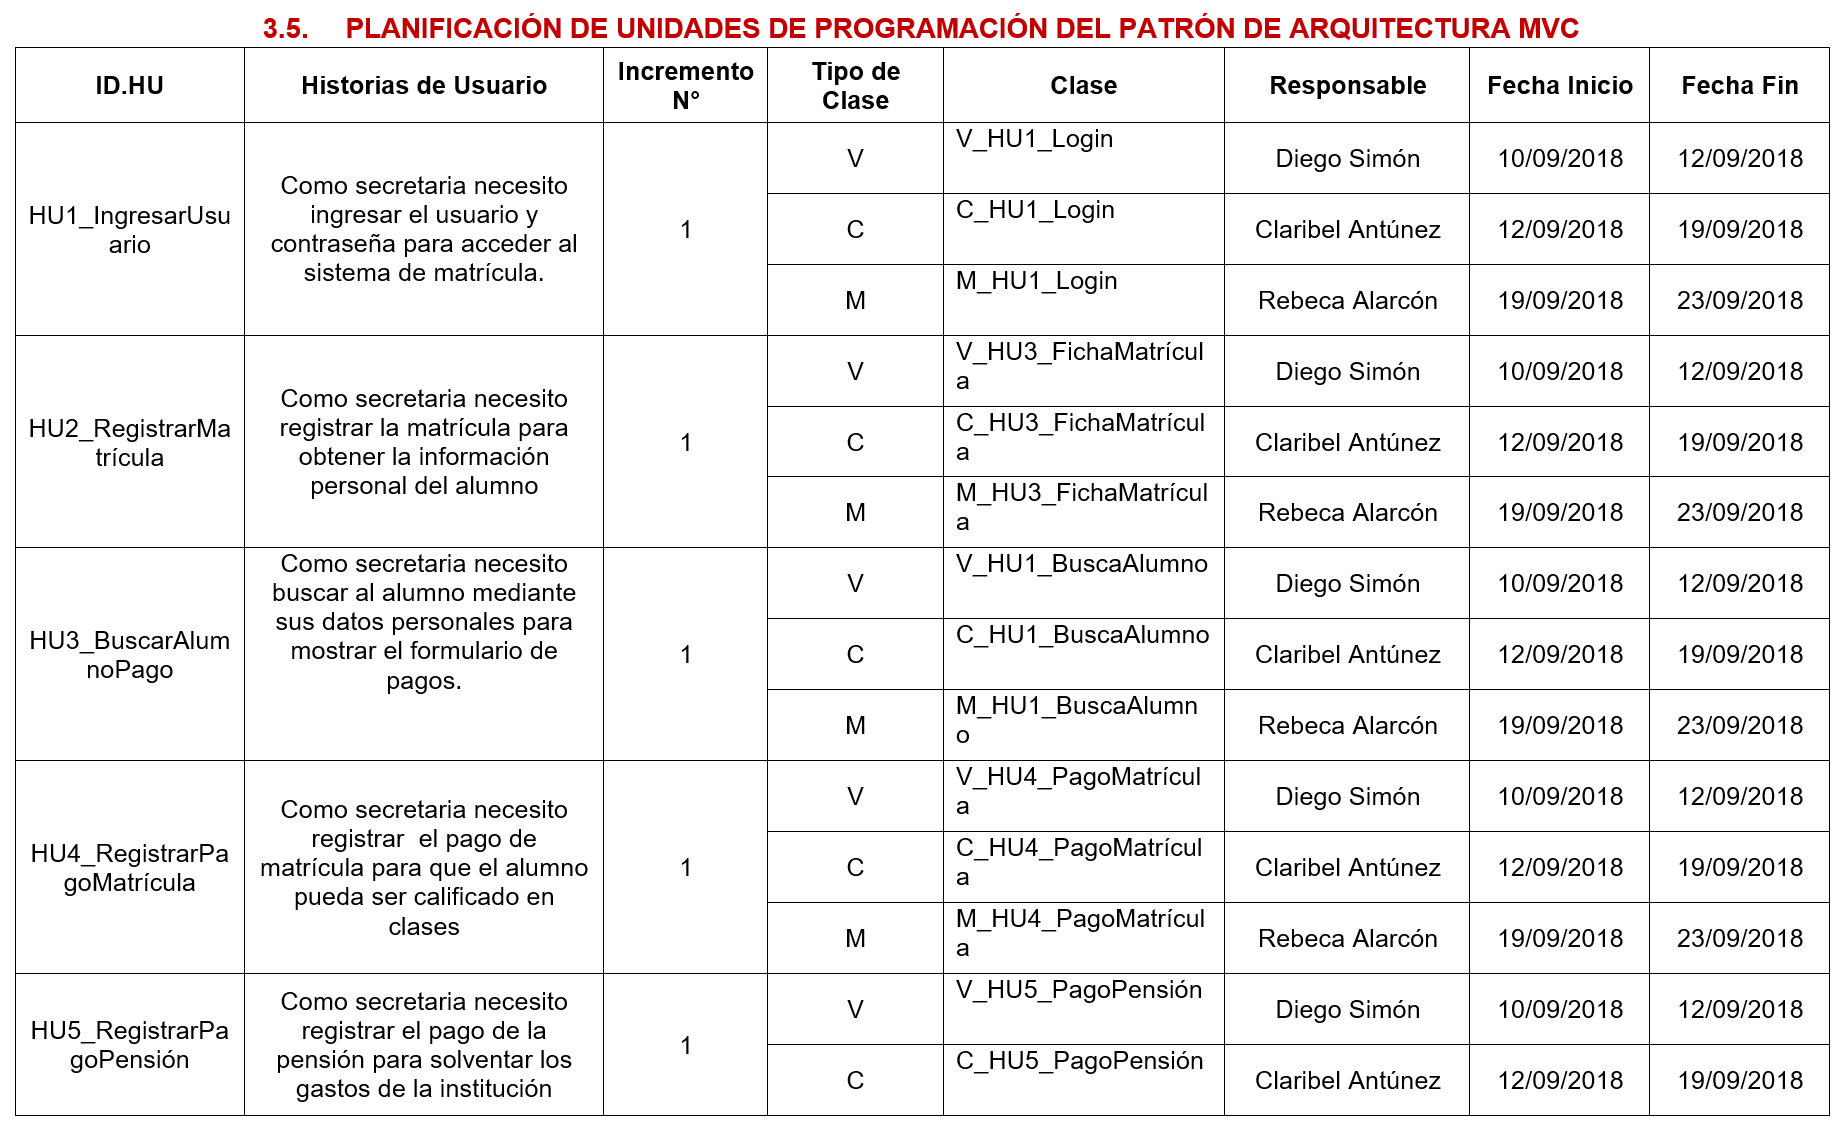 3.5. PLANIFICACIÓN DE UNIDADES DE PROGRAMACIÓN DEL PATRÓN DE ARQUITECTURA MVC
ID.HU
Historias de Usuario
Incremento
N°
Tipo de
Clase
Clase
Responsable
Fecha Inicio
Fecha Fin
HU1_IngresarUsu
ario
Como secretaria necesito
ingresar el usuario y
contraseña para acceder al
sistema de matrícula.
1
V
V_HU1_Login
Diego Simón
10/09/2018
12/09/2018
C
C_HU1_Login
Claribel Antúnez
12/09/2018
19/09/2018
M
M_HU1_Login
Rebeca Alarcón
19/09/2018
23/09/2018
HU2_RegistrarMa
trícula
Como secretaria necesito
registrar la matrícula para
obtener la información
personal del alumno
1
V
V_HU3_FichaMatrícul
a
Diego Simón
10/09/2018
12/09/2018
C
C_HU3_FichaMatrícul
a
Claribel Antúnez
12/09/2018
19/09/2018
M
M_HU3_FichaMatrícul
a
Rebeca Alarcón
19/09/2018
23/09/2018
HU3_BuscarAlum
noPago
Como secretaria necesito
buscar al alumno mediante
sus datos personales para
mostrar el formulario de
pagos.
1
V
V_HU1_BuscaAlumno
Diego Simón
10/09/2018
12/09/2018
C
C_HU1_BuscaAlumno
Claribel Antúnez
12/09/2018
19/09/2018
M
M_HU1_BuscaAlumn
o
Rebeca Alarcón
19/09/2018
23/09/2018
HU4_RegistrarPa
goMatrícula
Como secretaria necesito
registrar  el pago de
matrícula para que el alumno
pueda ser calificado en
clases
1
V
V_HU4_PagoMatrícul
a
Diego Simón
10/09/2018
12/09/2018
C
C_HU4_PagoMatrícul
a
Claribel Antúnez
12/09/2018
19/09/2018
M
M_HU4_PagoMatrícul
a
Rebeca Alarcón
19/09/2018
23/09/2018
HU5_RegistrarPa
goPensión
Como secretaria necesito
registrar el pago de la
pensión para solventar los
gastos de la institución
1
V
V_HU5_PagoPensión
Diego Simón
10/09/2018
12/09/2018
C
C_HU5_PagoPensión
Claribel Antúnez
12/09/2018
19/09/2018